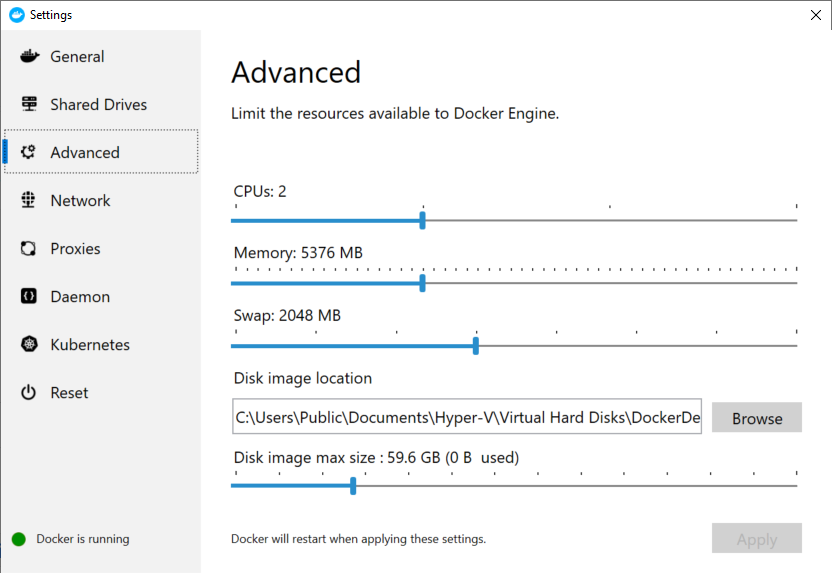 Settings
General
Shared Drives
Advanced
Network
Proxies
Daemon
Kubernetes
Reset
Docker is running
Advanced
Limit the resources available to Docker Engine.
CPUs: 2
Memory: 5376 MB
Swap: 2048 MB
Disk image location
C:\Users\Public\Documents\Hyper-V\Virtual Hard Disks\DockerDe
Browse
Disk image max size : 59.6 GB (0 B  used)
Docker will restart when applying these settings.
Apply